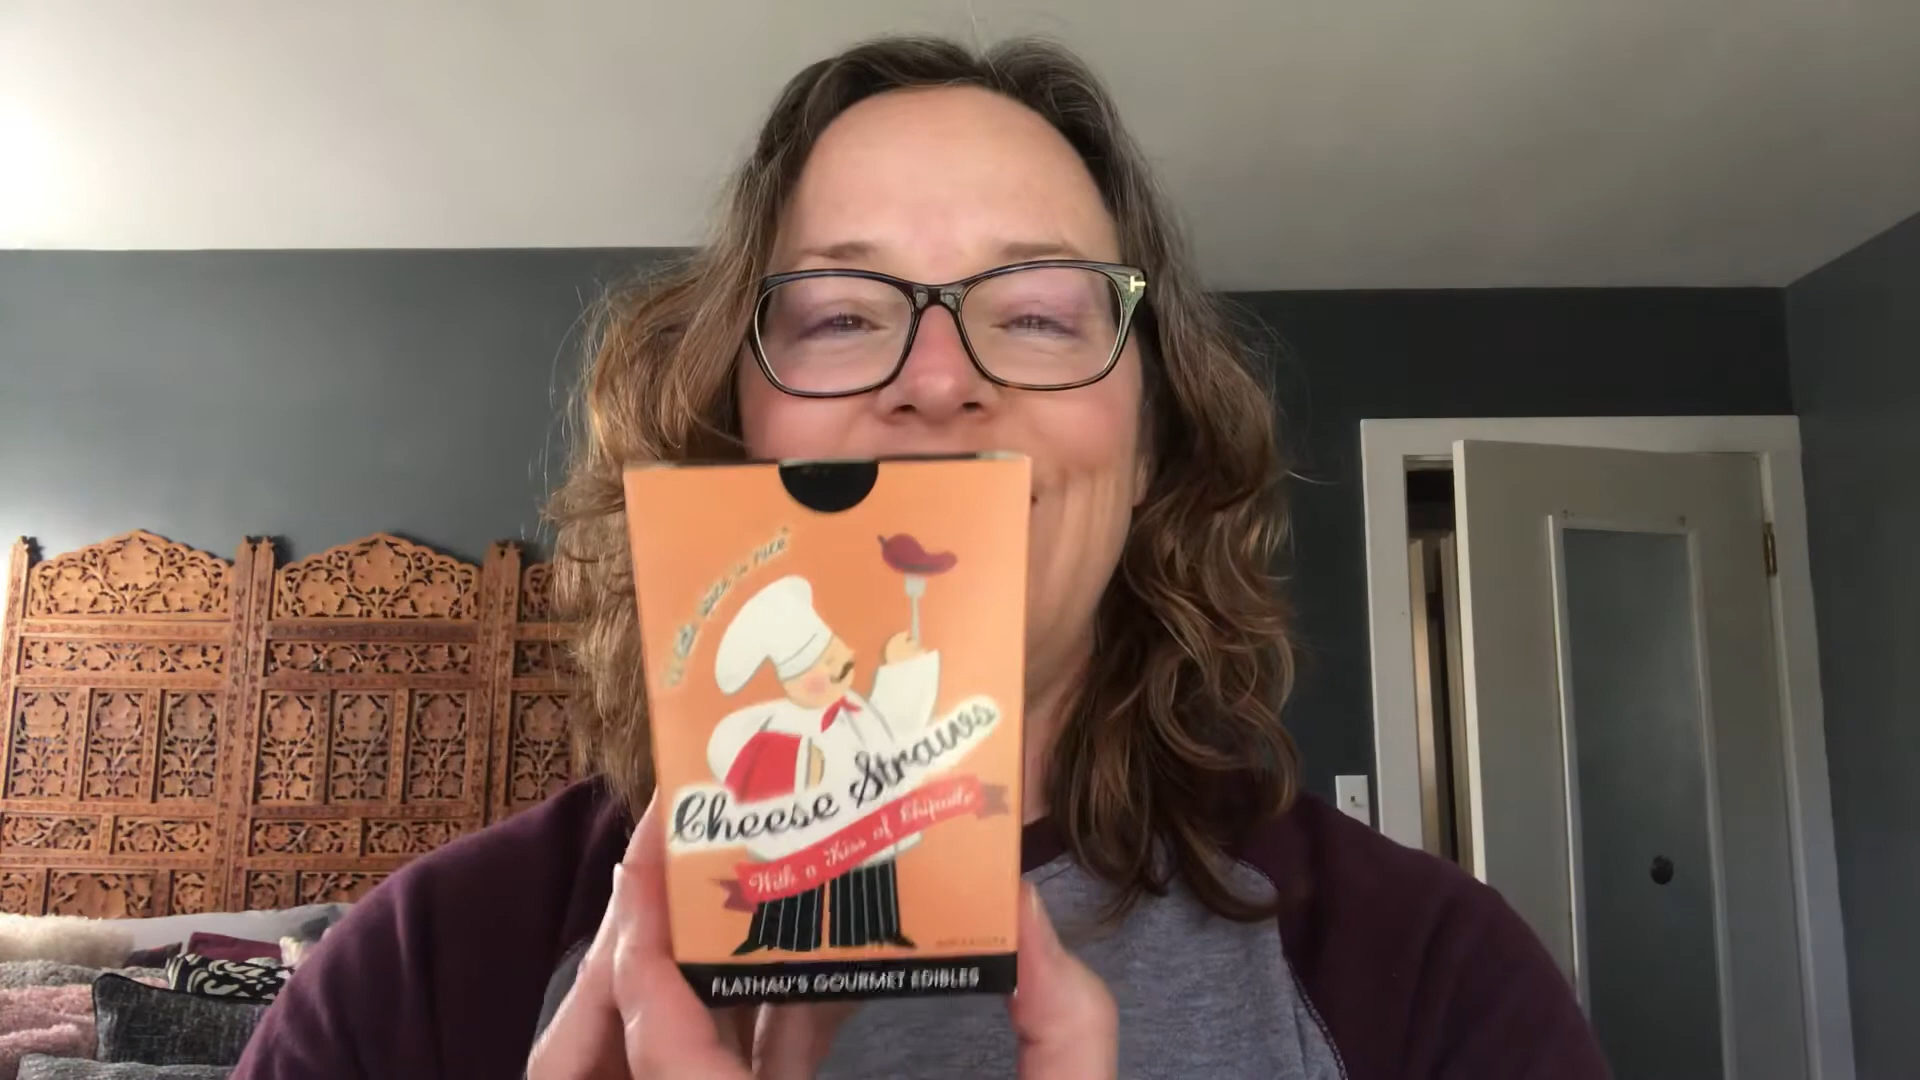 Cheese Straws
With a Kiss of Chipotle
FLATHAU'S GOURMET EDIBLES